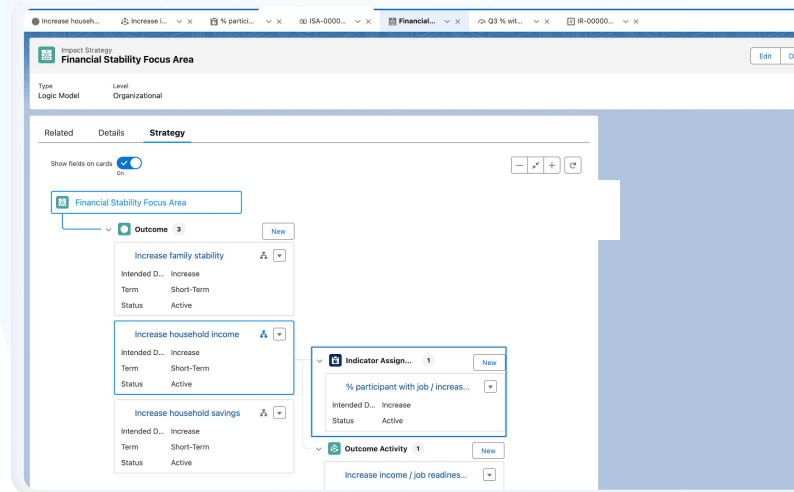 Increase househ...
Increase i...
% partici...
ISA-0000...
Financial...
Q3 % wit...
IR-00000...
Impact Strategy
Financial Stability Focus Area
Edit
D
Type
Level
Logic Model
Organizational
Related
Details
Strategy
Show fields on cards
On
Financial Stability Focus Area
Outcome 3
New
Increase family stability
Intended D... Increase
Term Short-Term
Status Active
Increase household income
Intended D... Increase
Term Short-Term
Status Active
Indicator Assign... 1
New
% participant with job / increas...
Intended D... Increase
Status Active
Increase household savings
Intended D... Increase
Term Short-Term
Status Active
Outcome Activity 1
New
Increase income / job readines...